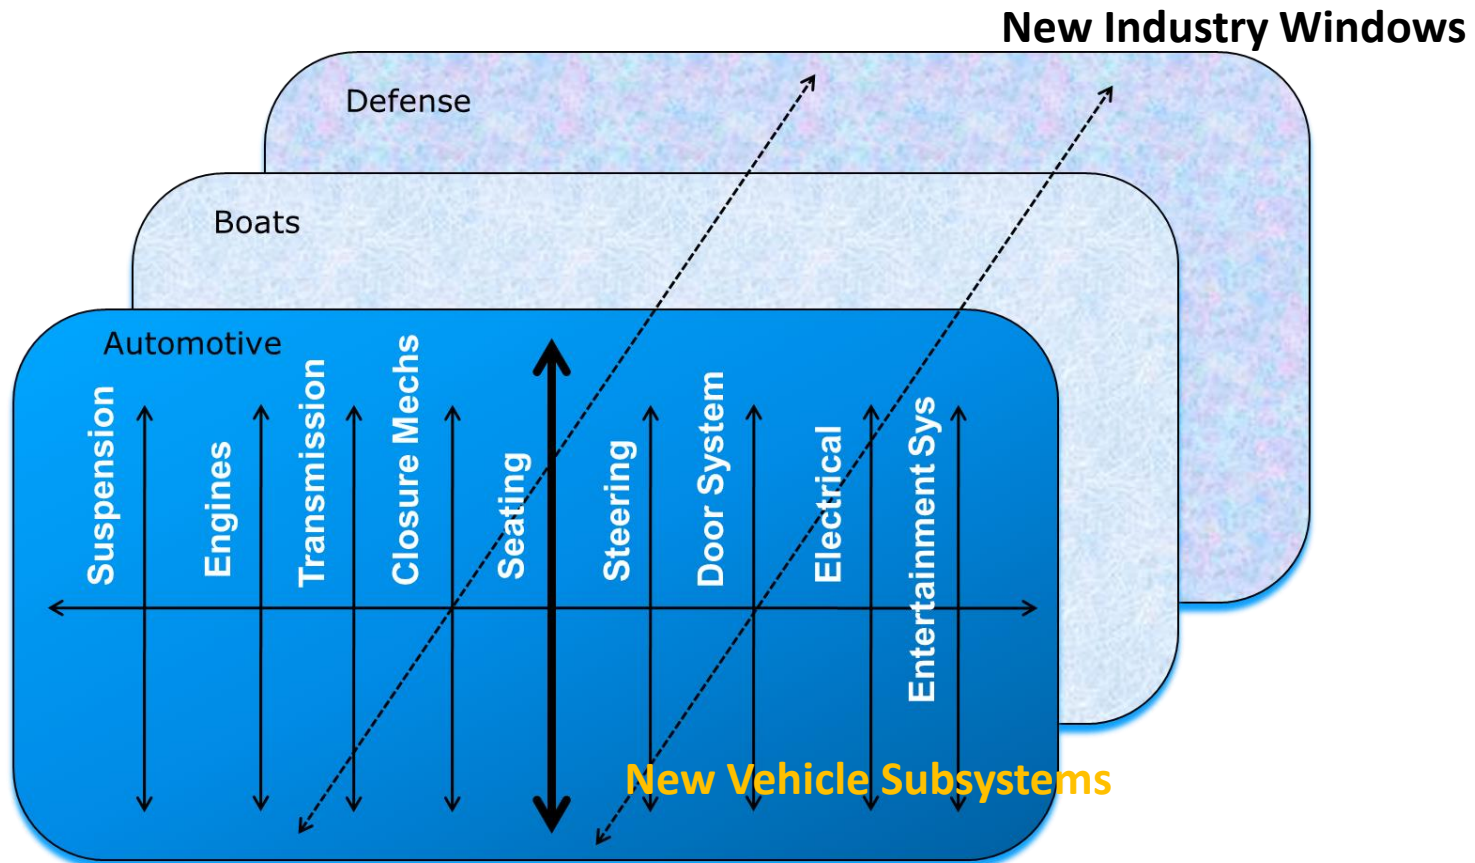 New Industry Windows
Defense
Boats
Automotive
Suspension
Engines
Transmission
Closure Mechs
Seating
Steering
Door System
Electrical
Entertainment Sys
New Vehicle Subsystems